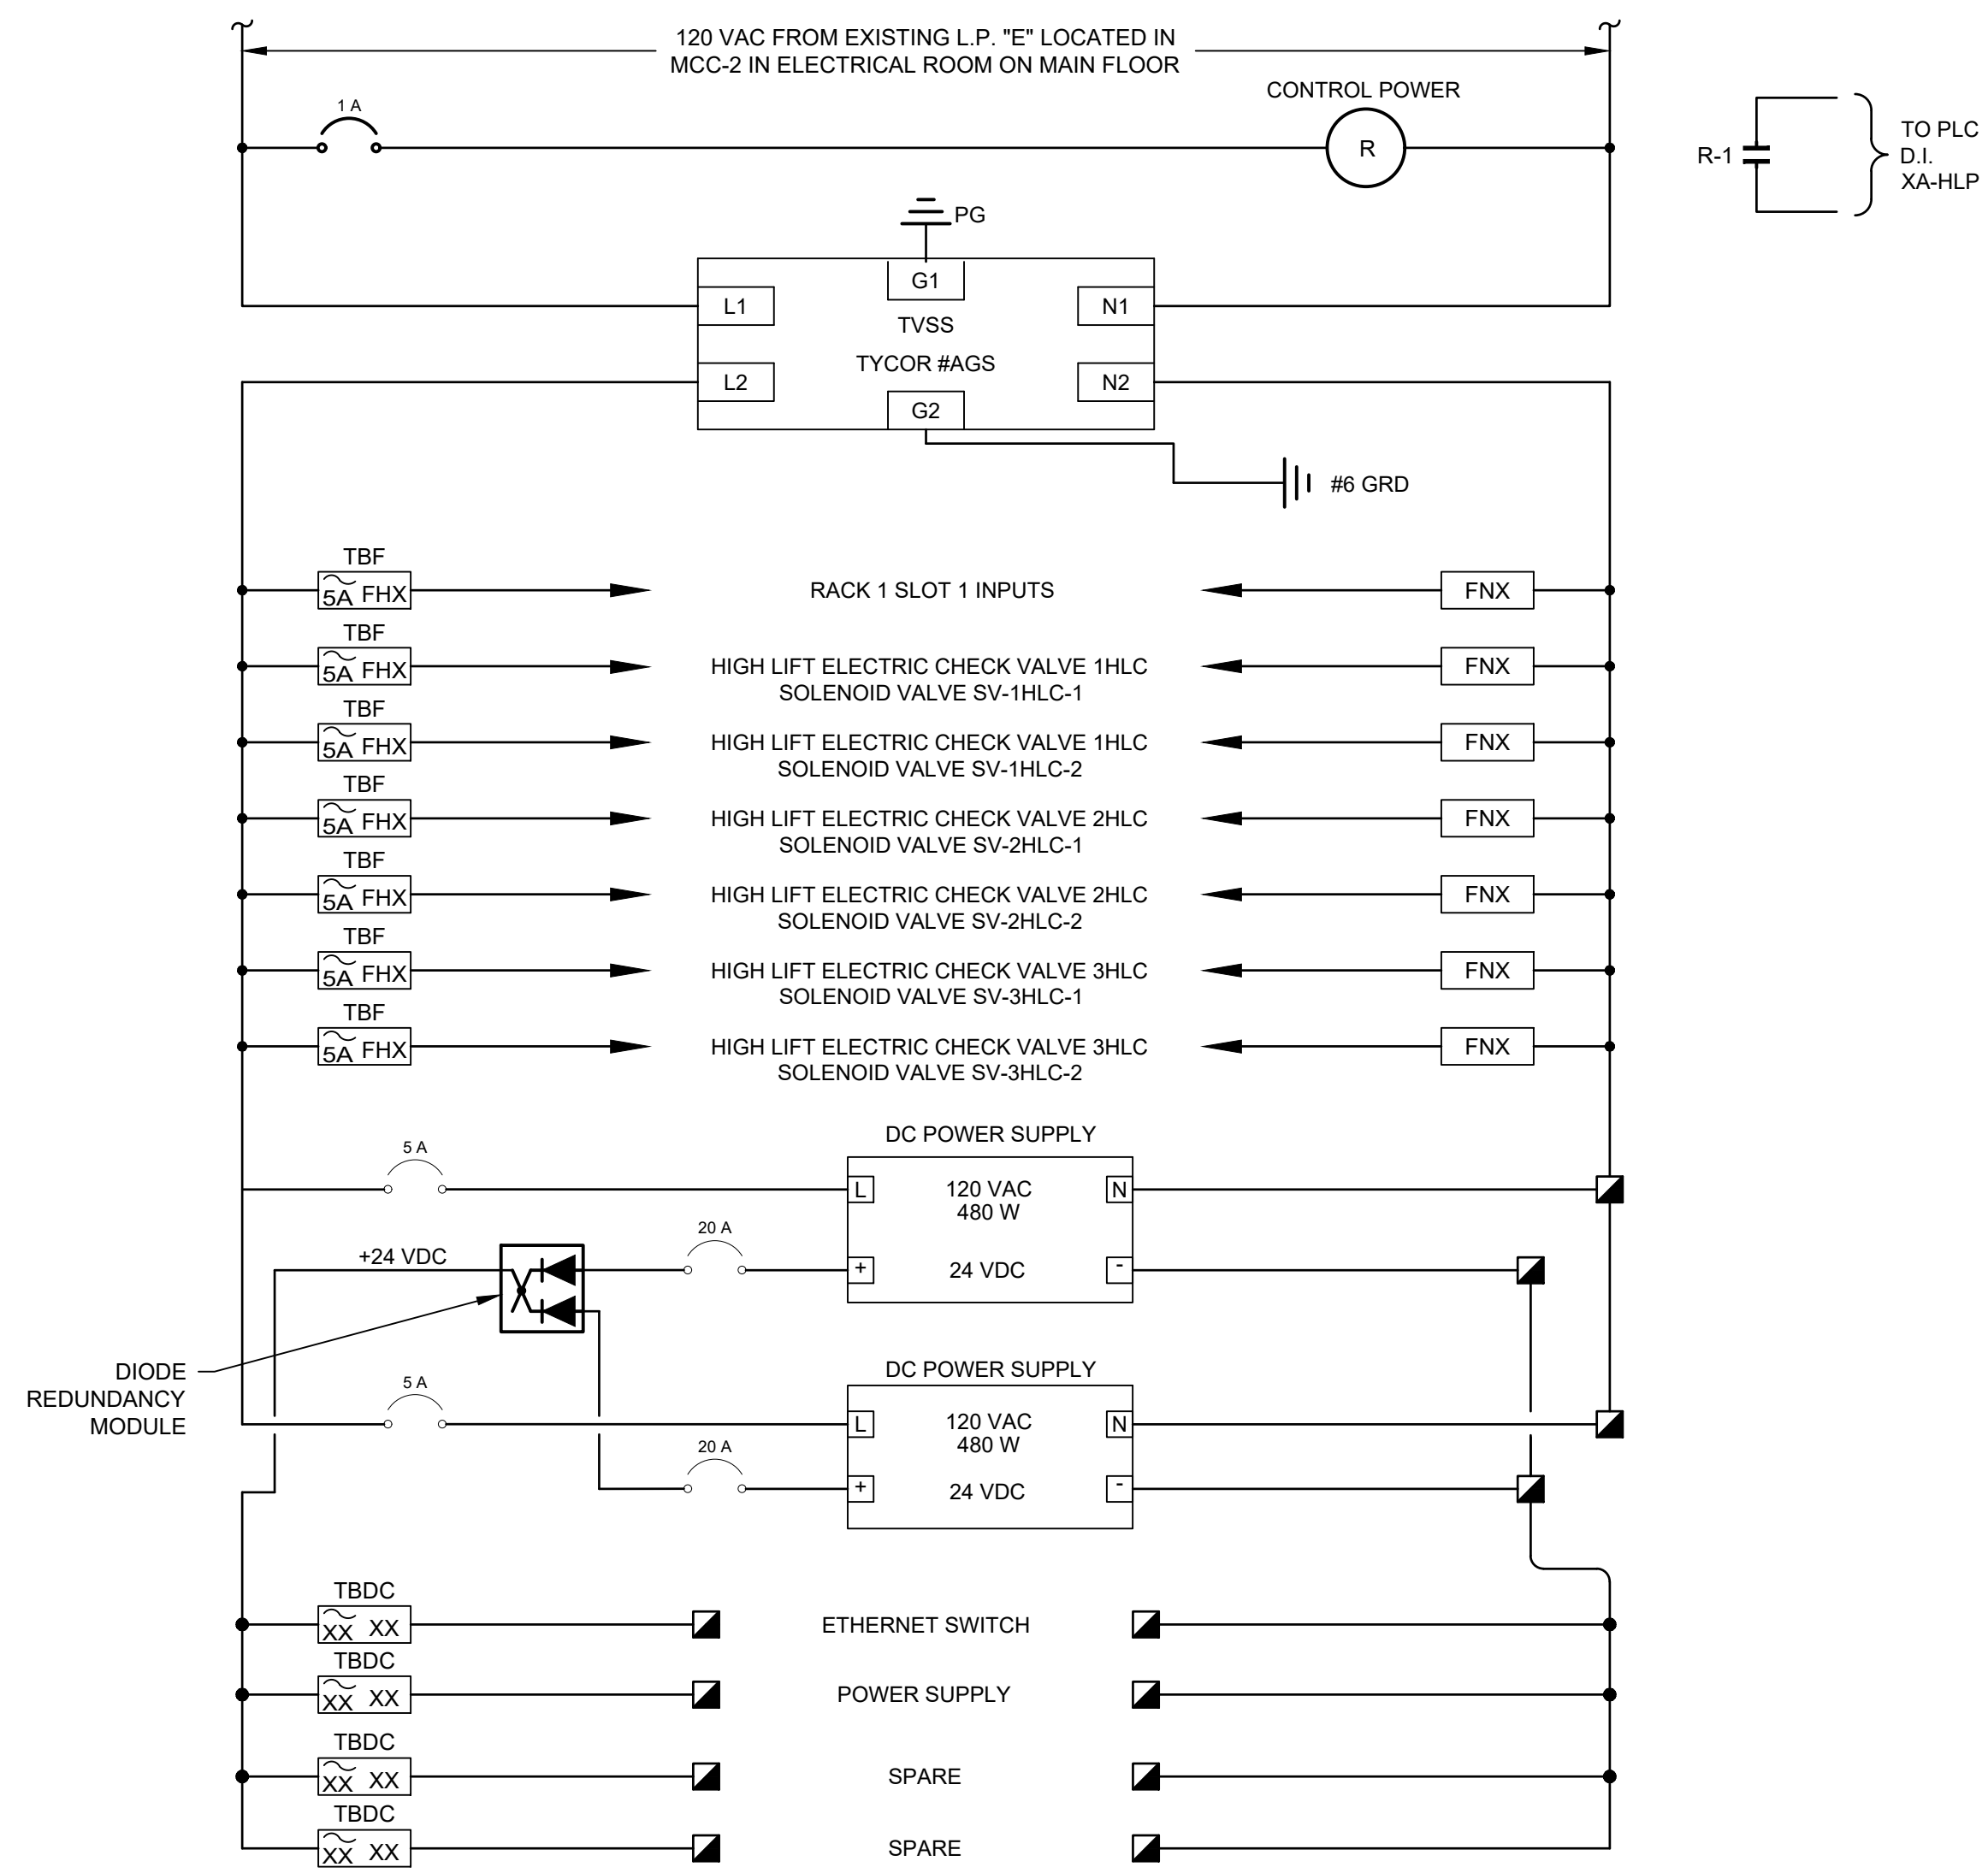 120 VAC FROM EXISTING L.P. "E" LOCATED IN
MCC-2 IN ELECTRICAL ROOM ON MAIN FLOOR
1 A
CONTROL POWER
R
R-1
TO PLC
D.I.
XA-HLP
PG
G1
L1
N1
TVSS
TYCOR #AGS
L2
N2
G2
#6 GRD
TBF
5A FHX
RACK 1 SLOT 1 INPUTS
FNX
TBF
5A FHX
HIGH LIFT ELECTRIC CHECK VALVE 1HLC
SOLENOID VALVE SV-1HLC-1
FNX
TBF
5A FHX
HIGH LIFT ELECTRIC CHECK VALVE 1HLC
SOLENOID VALVE SV-1HLC-2
FNX
TBF
5A FHX
HIGH LIFT ELECTRIC CHECK VALVE 2HLC
SOLENOID VALVE SV-2HLC-1
FNX
TBF
5A FHX
HIGH LIFT ELECTRIC CHECK VALVE 2HLC
SOLENOID VALVE SV-2HLC-2
FNX
TBF
5A FHX
HIGH LIFT ELECTRIC CHECK VALVE 3HLC
SOLENOID VALVE SV-3HLC-1
FNX
TBF
5A FHX
HIGH LIFT ELECTRIC CHECK VALVE 3HLC
SOLENOID VALVE SV-3HLC-2
FNX
DC POWER SUPPLY
5 A
L
120 VAC
480 W
N
20 A
+24 VDC
+
24 VDC
-
DIODE
REDUNDANCY
MODULE
DC POWER SUPPLY
5 A
L
120 VAC
480 W
N
20 A
+
24 VDC
-
TBDC
XX XX
ETHERNET SWITCH
TBDC
XX XX
POWER SUPPLY
TBDC
XX XX
SPARE
TBDC
XX XX
SPARE